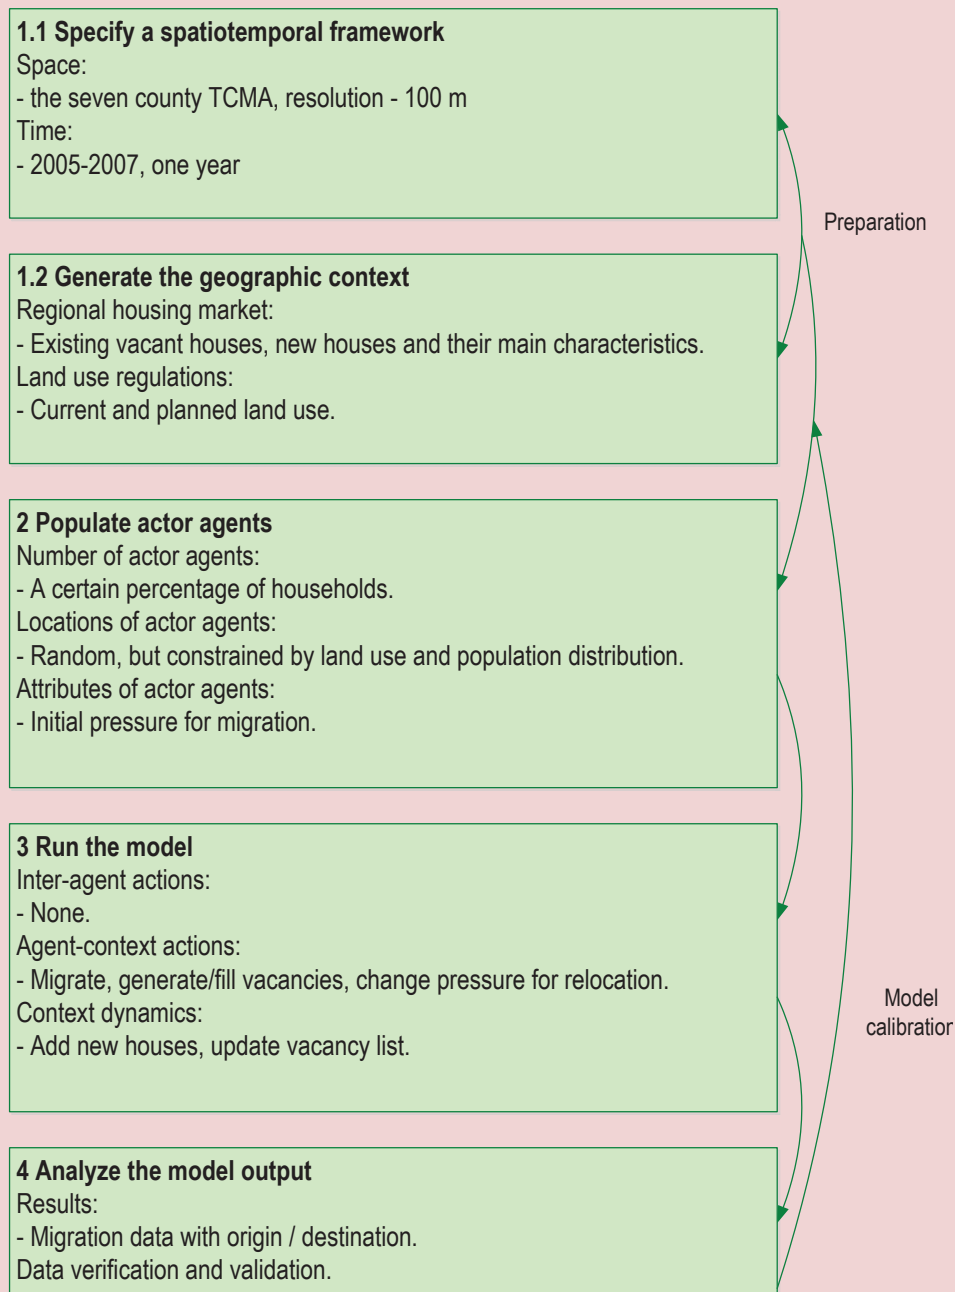 1.1 Specify a spatiotemporal framework
Space:
- the seven county TCMA, resolution - 100 m
Time:
- 2005-2007, one year
Preparation
1.2 Generate the geographic context
Regional housing market:
- Existing vacant houses, new houses and their main characteristics.
Land use regulations:
- Current and planned land use.
2 Populate actor agents
Number of actor agents:
- A certain percentage of households.
Locations of actor agents:
- Random, but constrained by land use and population distribution.
Attributes of actor agents:
- Initial pressure for migration.
3 Run the model
Inter-agent actions:
- None.
Agent-context actions:
- Migrate, generate/fill vacancies, change pressure for relocation.
Context dynamics:
- Add new houses, update vacancy list.
Model
calibration
4 Analyze the model output
Results:
- Migration data with origin / destination.
Data verification and validation.